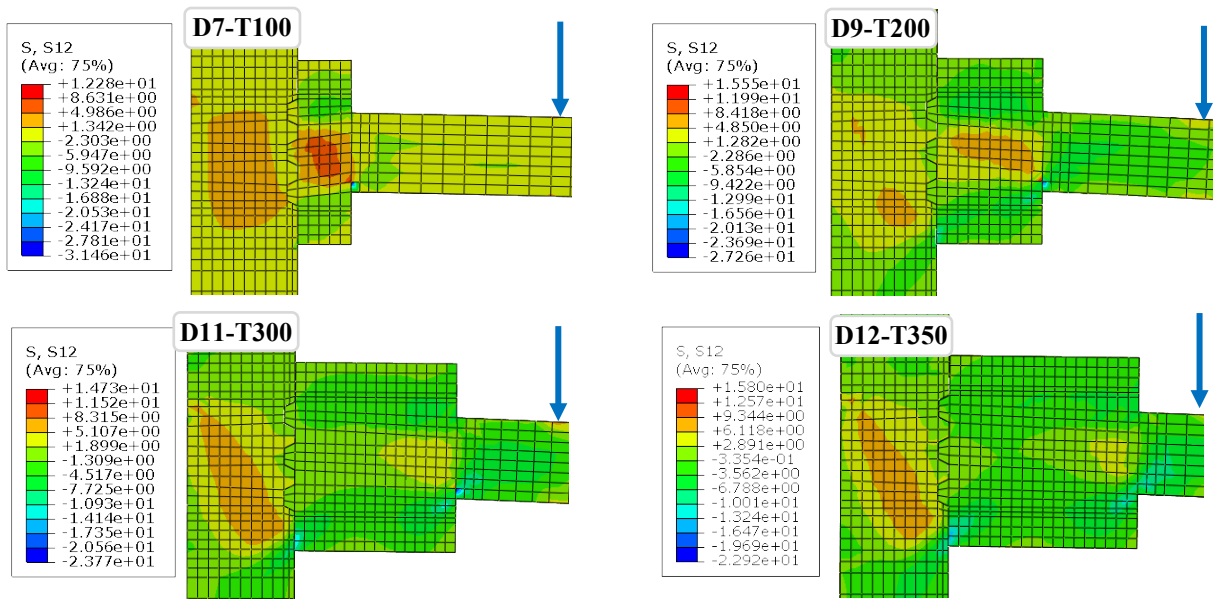 D7-T100
S, S12
(Avg: 75%)
+1.228e+01
+8.631e+00
+4.986e+00
+1.342e+00
-2.303e+00
-5.947e+00
-9.592e+00
-1.324e+01
-1.688e+01
-2.053e+01
-2.417e+01
-2.781e+01
-3.146e+01
D9-T200
S, S12
(Avg: 75%)
+1.555e+01
+1.199e+01
+8.418e+00
+4.850e+00
+1.282e+00
-2.286e+00
-5.854e+00
-9.422e+00
-1.299e+01
-1.656e+01
-2.013e+01
-2.369e+01
-2.726e+01
D11-T300
S, S12
(Avg: 75%)
+1.473e+01
+1.152e+01
+8.315e+00
+5.107e+00
+1.899e+00
-1.309e+00
-4.517e+00
-7.725e+00
-1.093e+01
-1.414e+01
-1.735e+01
-2.056e+01
-2.377e+01
D12-T350
S, S12
(Avg: 75%)
+1.580e+01
+1.257e+01
+9.344e+00
+6.118e+00
+2.891e+00
-3.354e-01
-3.562e+00
-6.788e+00
-1.001e+01
-1.324e+01
-1.647e+01
-1.969e+01
-2.292e+01